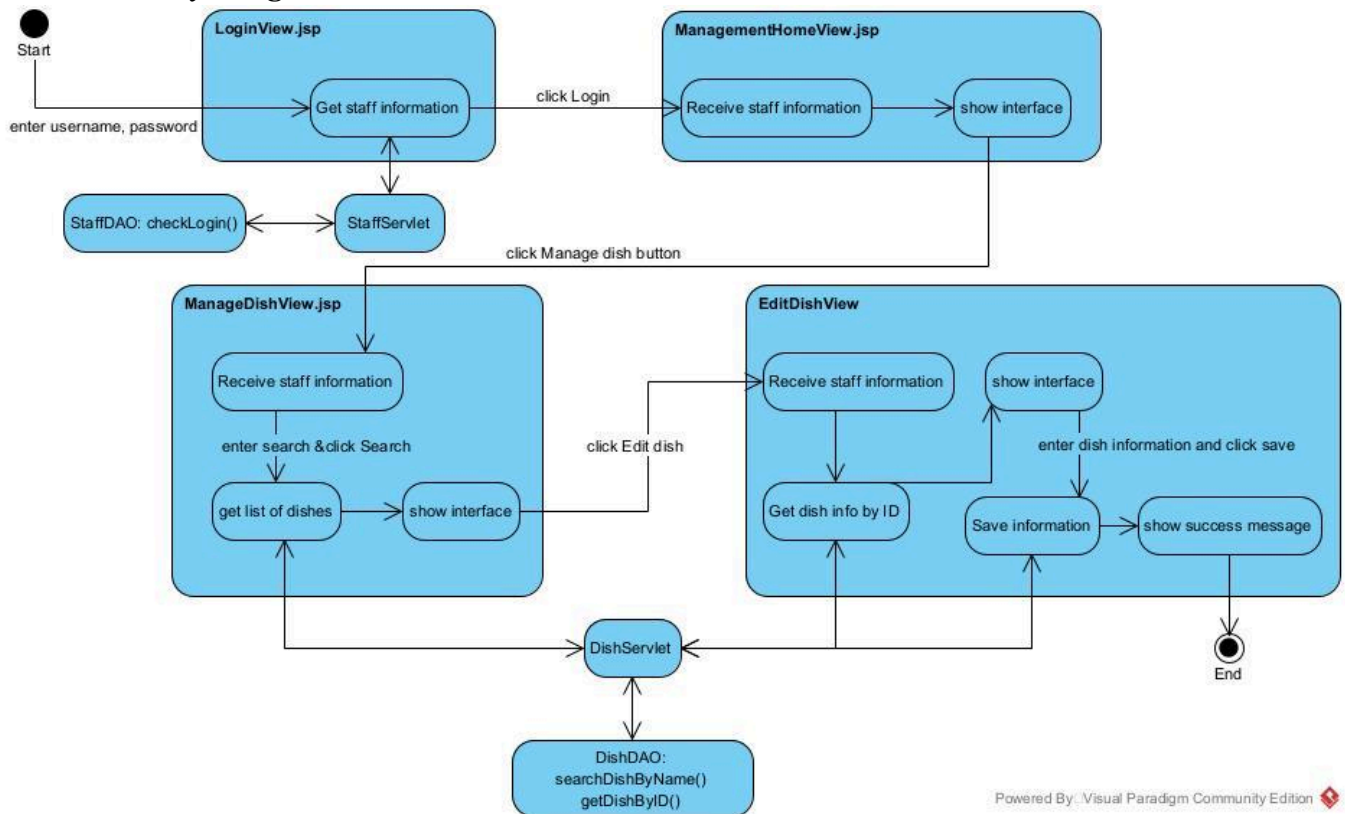 LoginView.jsp
ManagementHomeView.jsp
Start
Get staff information
click Login
Receive staff information
show interface
enter username, password
StaffDAO: checkLogin()
StaffServlet
click Manage dish button
ManageDishView.jsp
EditDishView
Receive staff information
Receive staff information
show interface
enter search &click Search
click Edit dish
enter dish information and click save
get list of dishes
show interface
Get dish info by ID
Save information
show success message
DishServlet
End
DishDAO:
searchDishByName()
getDishByID()
Powered By Visual Paradigm Community Edition